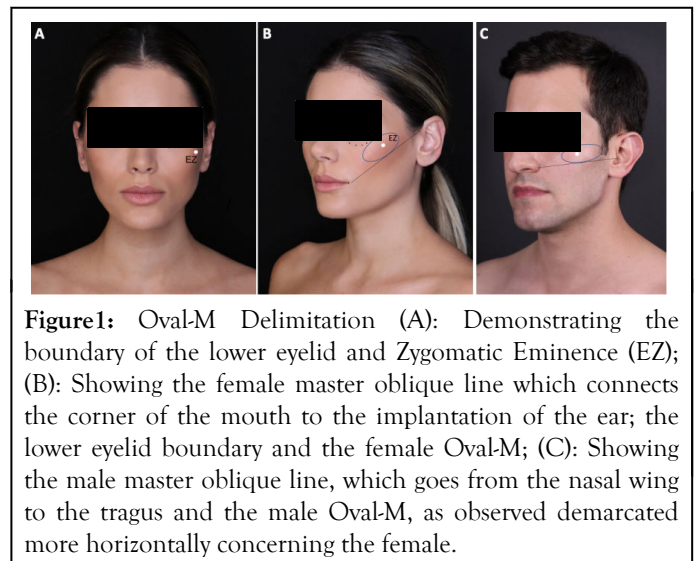 A
B
C
EZ
EZ
Figure1: Oval-M Delimitation (A): Demonstrating the
boundary of the lower eyelid and Zygomatic Eminence (EZ);
(B): Showing the female master oblique line which connects
the corner of the mouth to the implantation of the ear; the
lower eyelid boundary and the female Oval-M; (C): Showing
the male master oblique line, which goes from the nasal wing
to the tragus and the male Oval-M, as observed demarcated
more horizontally concerning the female.